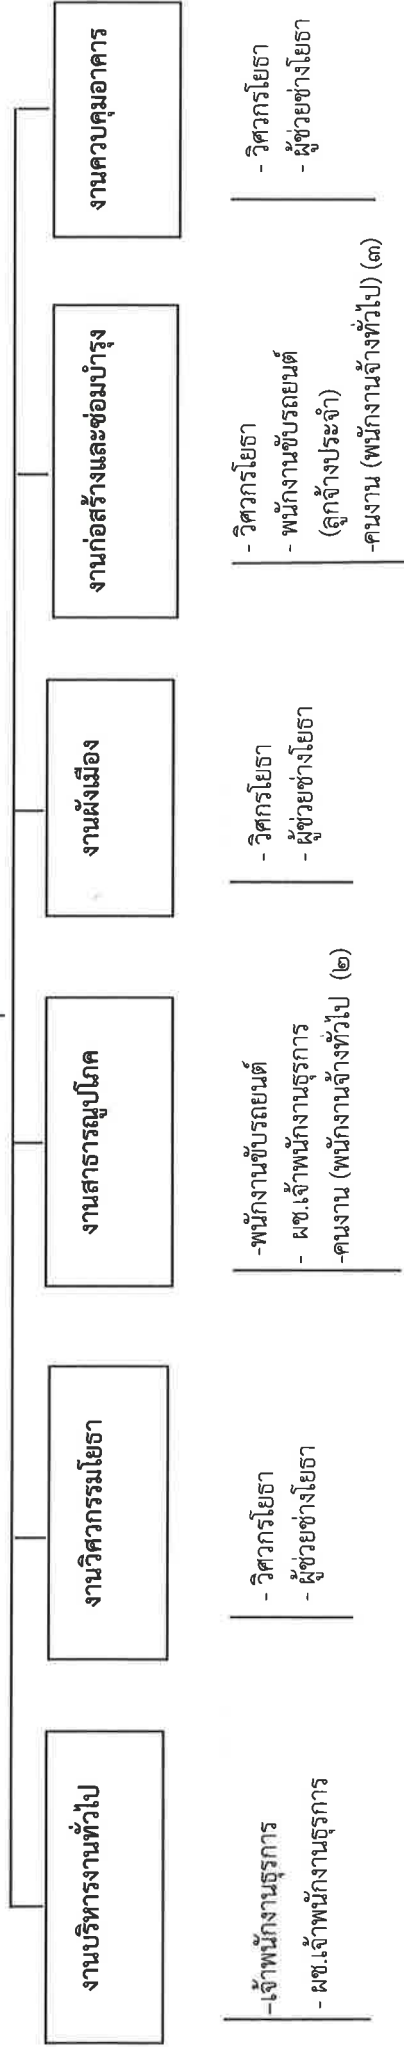 งานบริหารงานทั่วไป
-เจ้าพนักงานธุรการ
- ผช.เจ้าพนักงานธุรการ
งานวิศวกรรมโยธา
- วิศวกรโยธา
- ผู้ช่วยช่างโยธา
งานสาธารณูปโภค
-พนักงานขับรถยนต์
- ผช.เจ้าพนักงานธุรการ
-คนงาน (พนักงานจ้างทั่วไป (๒)
งานผังเมือง
- วิศกรโยธา
- ผู้ช่วยช่างโยธา
งานก่อสร้างและซ่อมบำรุง
- วิศวกรโยธา
- พนักงานขับรถยนต์
(ลูกจ้างประจำ)
-คนงาน (พนักงานจ้างทั่วไป) (๓)
งานควบคุมอาคาร
- วิศวกรโยธา
- ผู้ช่วยช่างโยธา